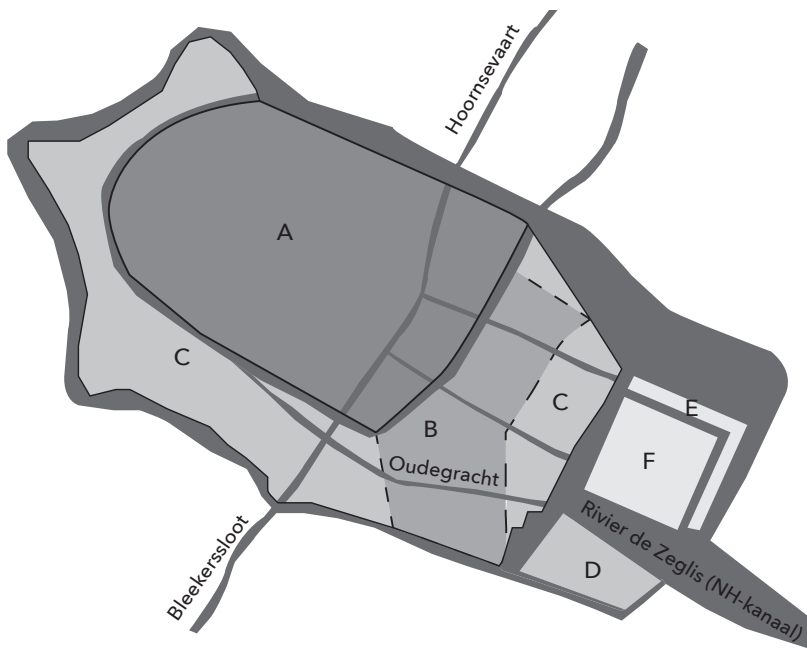 Hoornsevaart
A
C
E
C
B
F
Oudegracht
Rivier de Zeglis (NH-kanaal)
D
Bleekerssloot